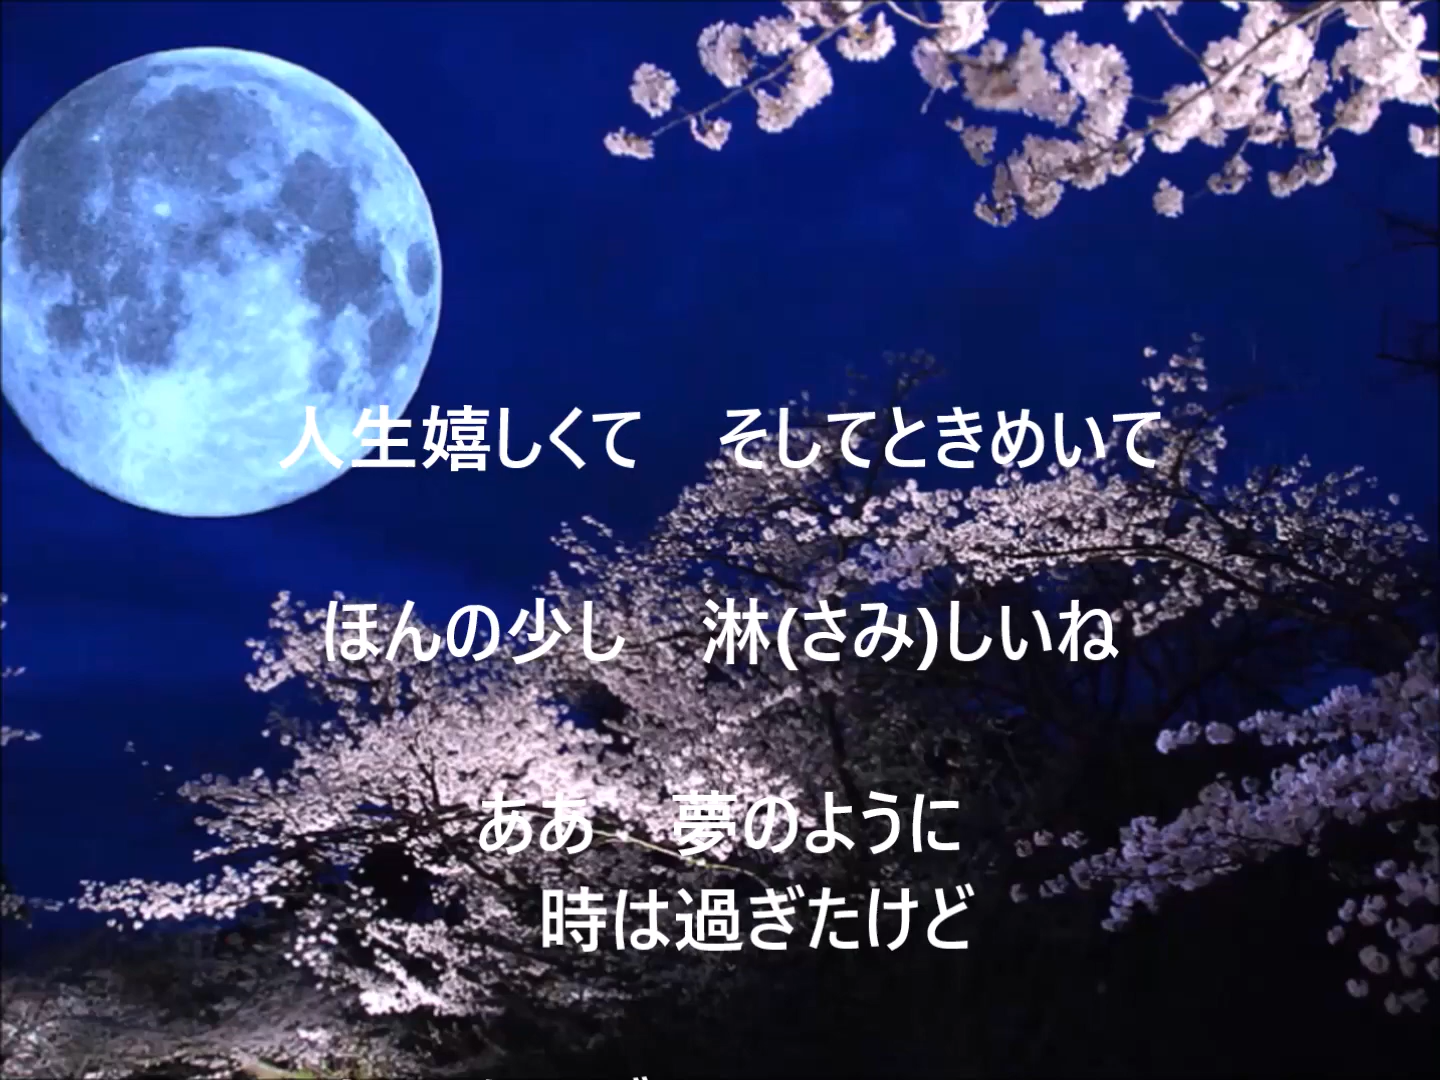 人生嬉しくて　そしてときめいて
ほんの少し　淋(さみ)しいね
ああ　夢のように
時は過ぎたけど